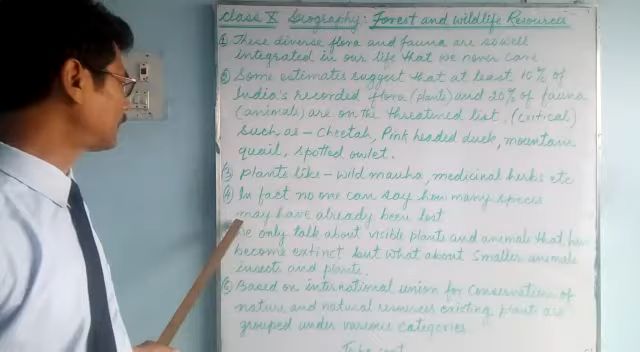 Class X Geography: Forest and wildlife Resources
① These diverse flora and fauna are so well
integrated in our life that we never care.
② Some estimates suggest that at least 10% of
India's recorded flora (plants) and 20% of fauna
(animals) are on the threatened list. (critical)
Such as - Cheetah, Pink headed duck, mountain
quail, spotted owlet.
③ plants like - wild mauha, medicinal herbs etc
④ In fact no one can say how many species
may have already been lost
We only talk about visible plants and animals that have
become extinct but what about smaller animals
insects and plants.
Based on international union for Conservation of
nature and natural resources existing plants are
grouped under various categories